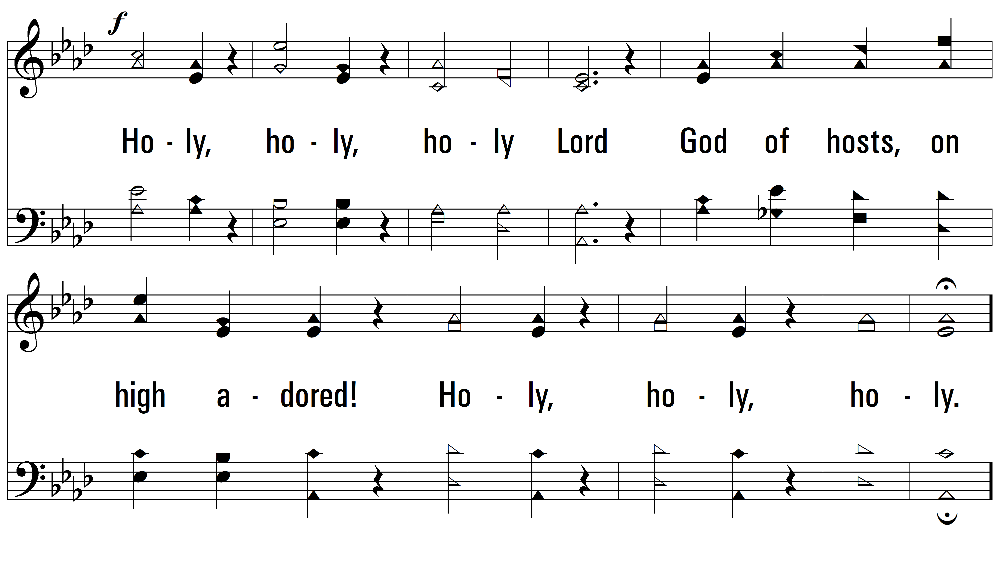 f
Ho - ly, ho - ly, ho - ly Lord God of hosts, on
high a - dored! Ho - ly, ho - ly, ho - ly.